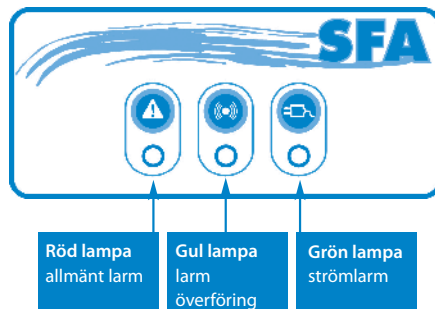 SFA
Röd lampa
allmänt larm
Gul lampa
larm
överföring
Grön lampa
strömlarm